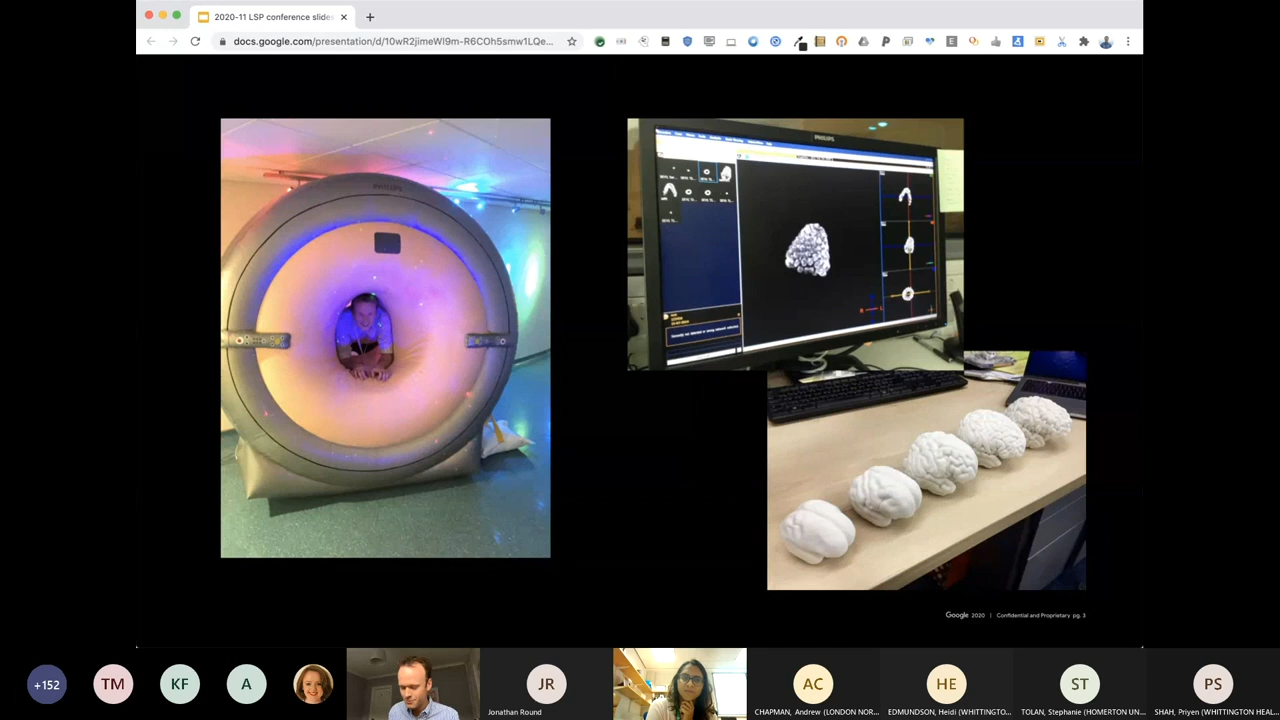 2020-11 LSP conference slides
docs.google.com/presentation/d/10wR2jimeWl9m-R6COh5smw1LQe...
PHILIPS
PHILIPS
Google 2020 | Confidential and Proprietary pg. 3
+152
TM
KF
A
JR
AC
HE
ST
PS
Jonathan Round
CHAPMAN, Andrew (LONDON NOR...
EDMUNDSON, Heidi (WHITTINGTO...
TOLAN, Stephanie (HOMERTON UN...
SHAH, Priyen (WHITTINGTON HEAL...